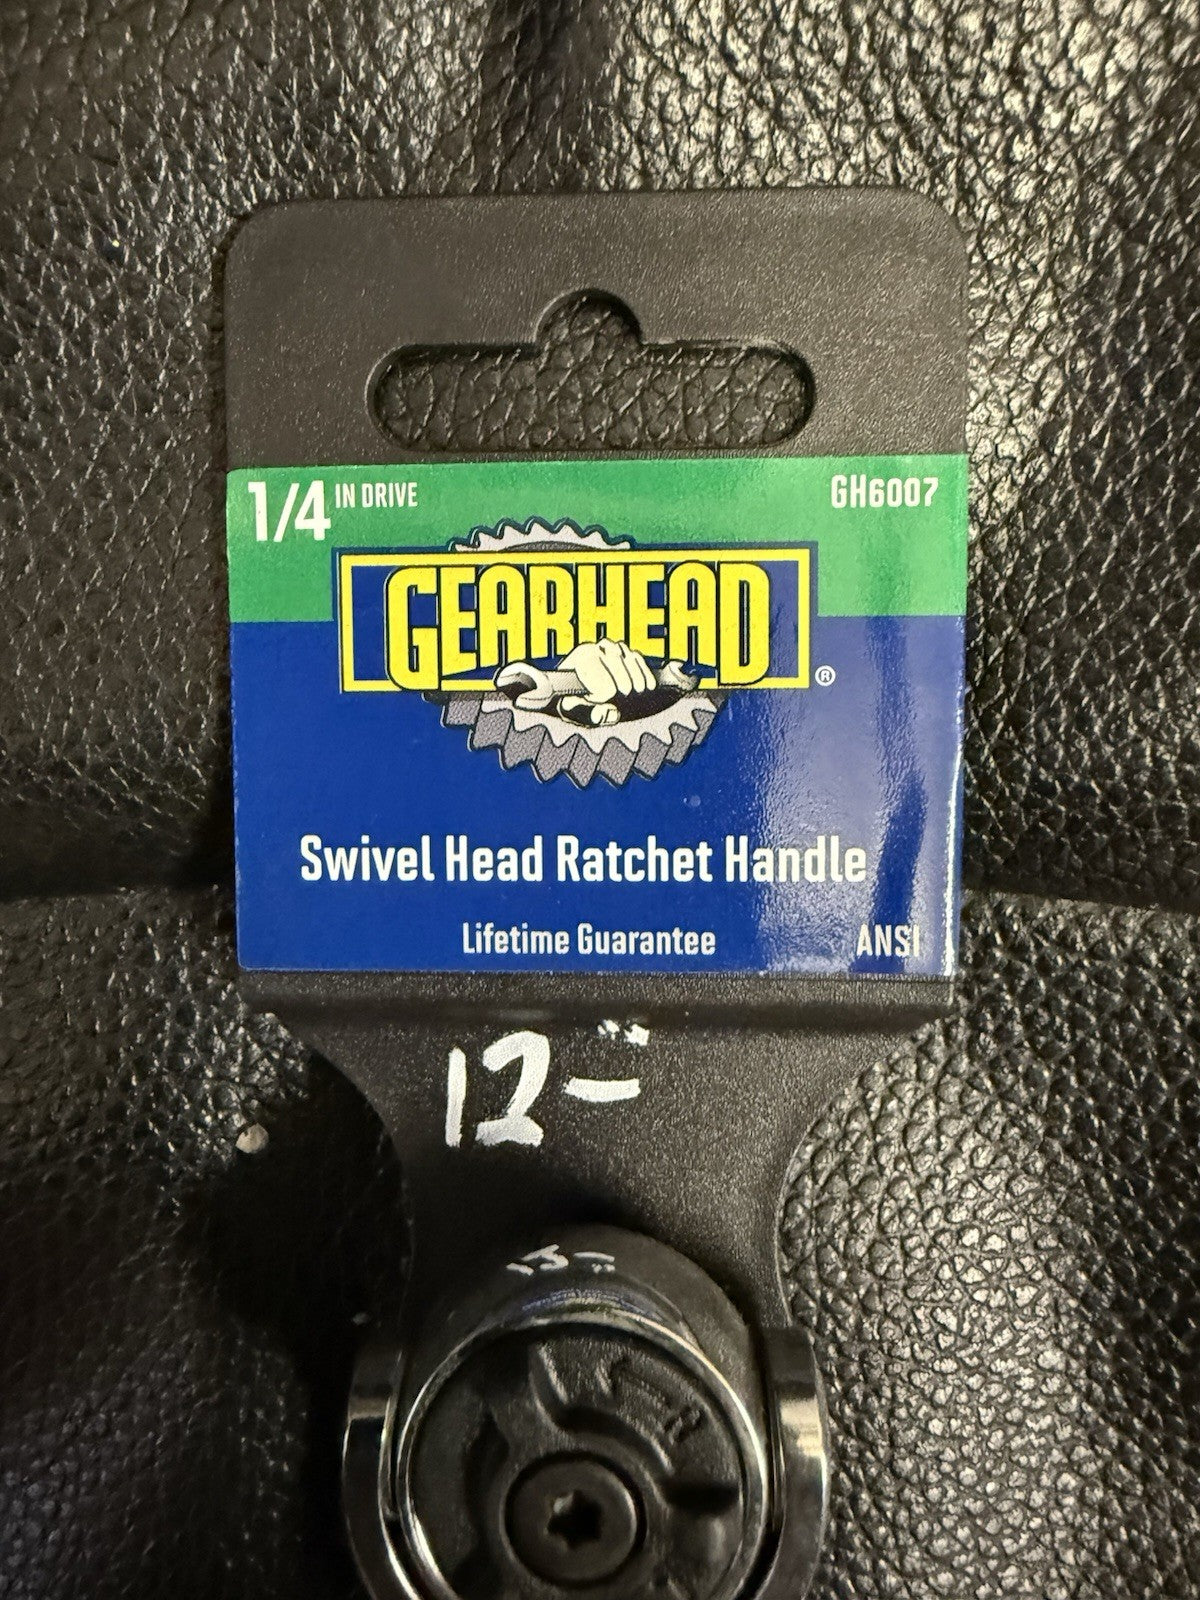 1/4 IN DRIVE GH6007
GEARHEAD®
Swivel Head Ratchet Handle
Lifetime Guarantee ANSI
12-
R